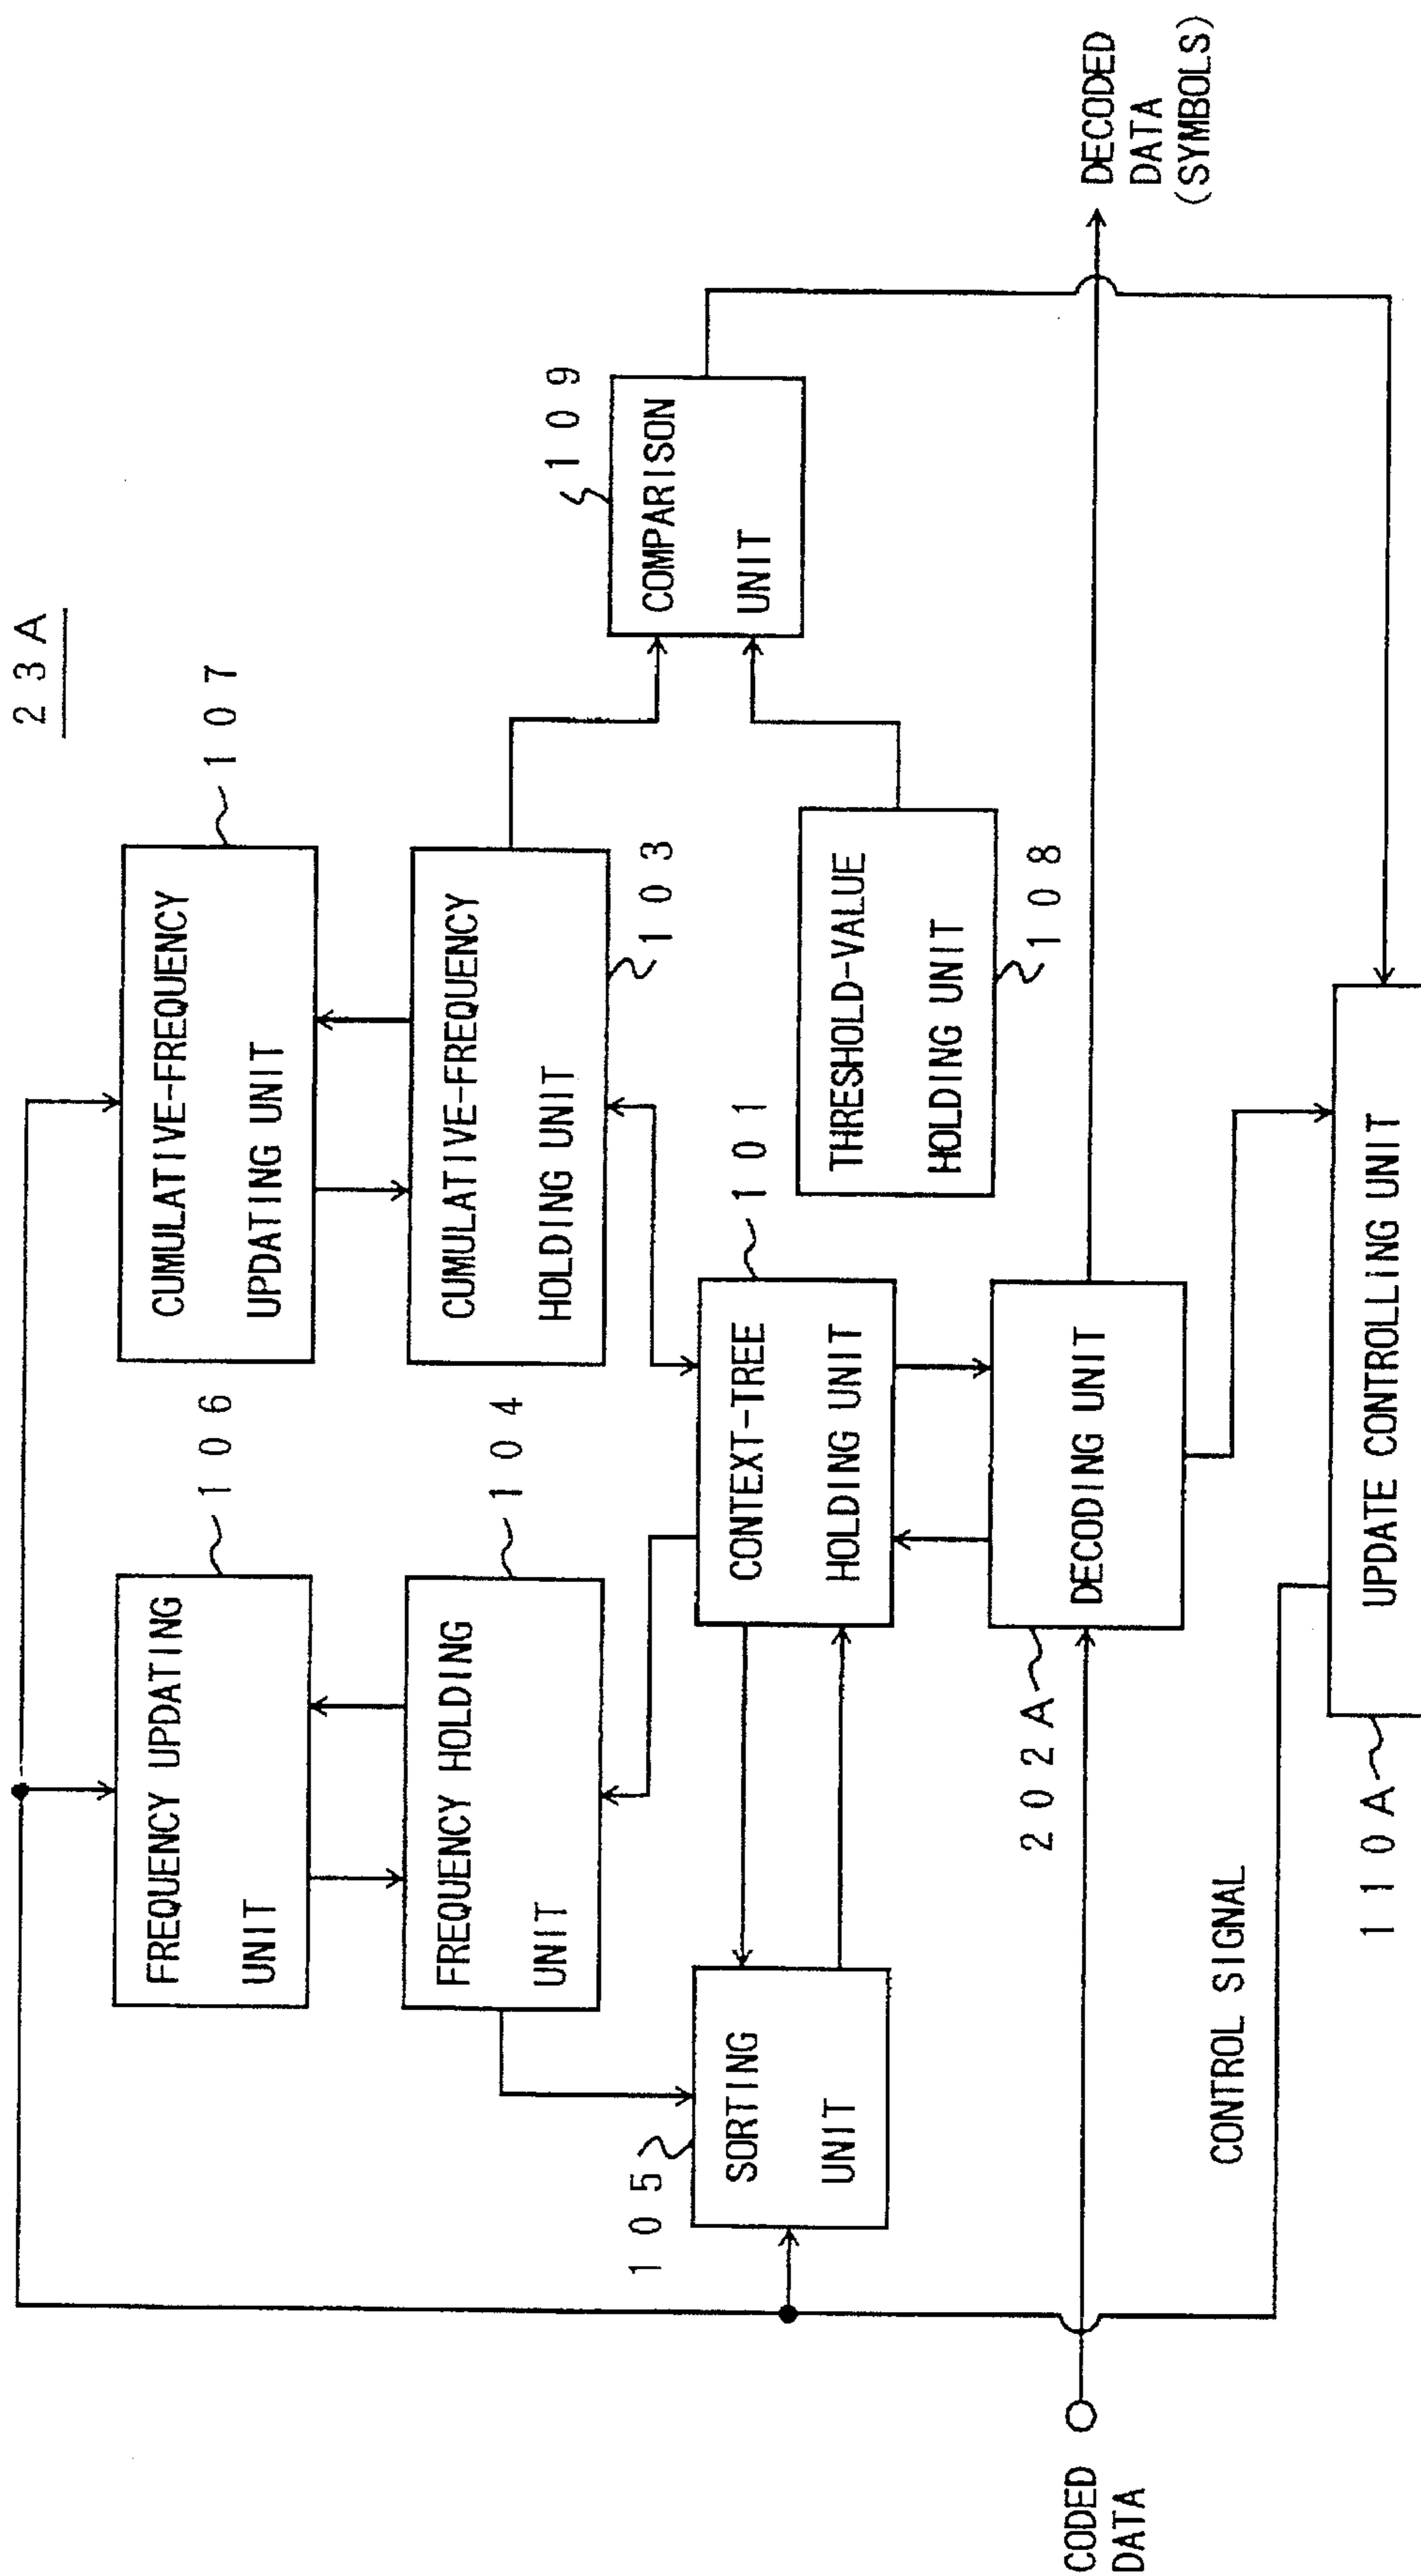 23A
106
FREQUENCY UPDATING
UNIT
107
CUMULATIVE-FREQUENCY
UPDATING UNIT
104
FREQUENCY HOLDING
UNIT
CUMULATIVE-FREQUENCY
HOLDING UNIT
103
109
COMPARISON
UNIT
105
SORTING
UNIT
101
CONTEXT-TREE
HOLDING UNIT
THRESHOLD-VALUE
HOLDING UNIT
108
202A
DECODING UNIT
CODED
DATA
DECODED
DATA
(SYMBOLS)
CONTROL SIGNAL
110A
UPDATE CONTROLLING UNIT